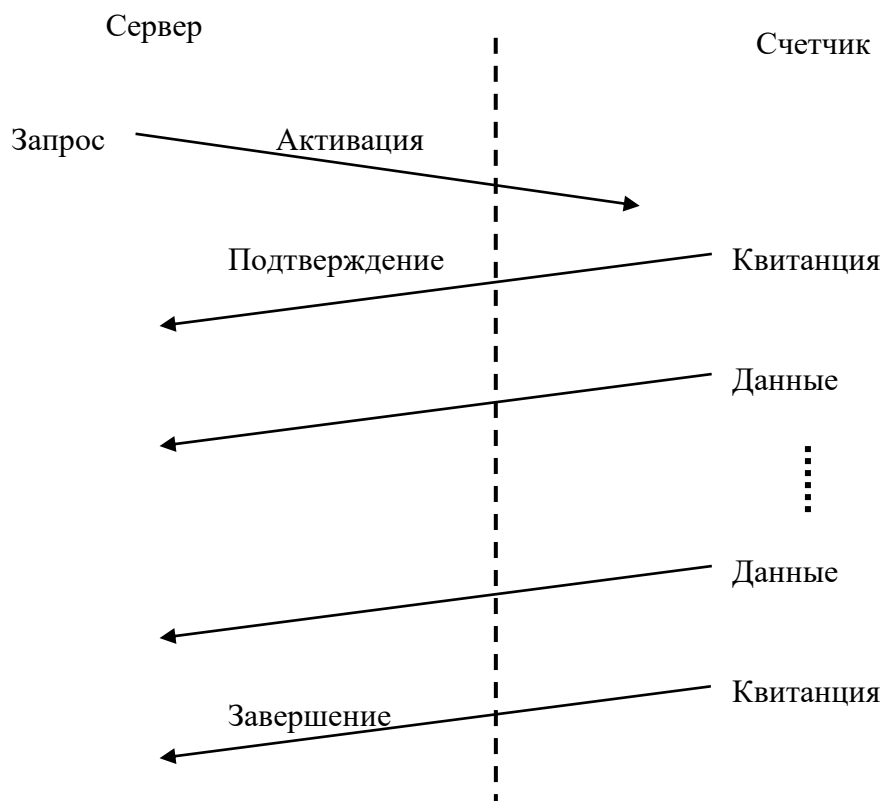 Сервер
Счетчик
Запрос
Активация
Подтверждение
Квитанция
Данные
Данные
Завершение
Квитанция